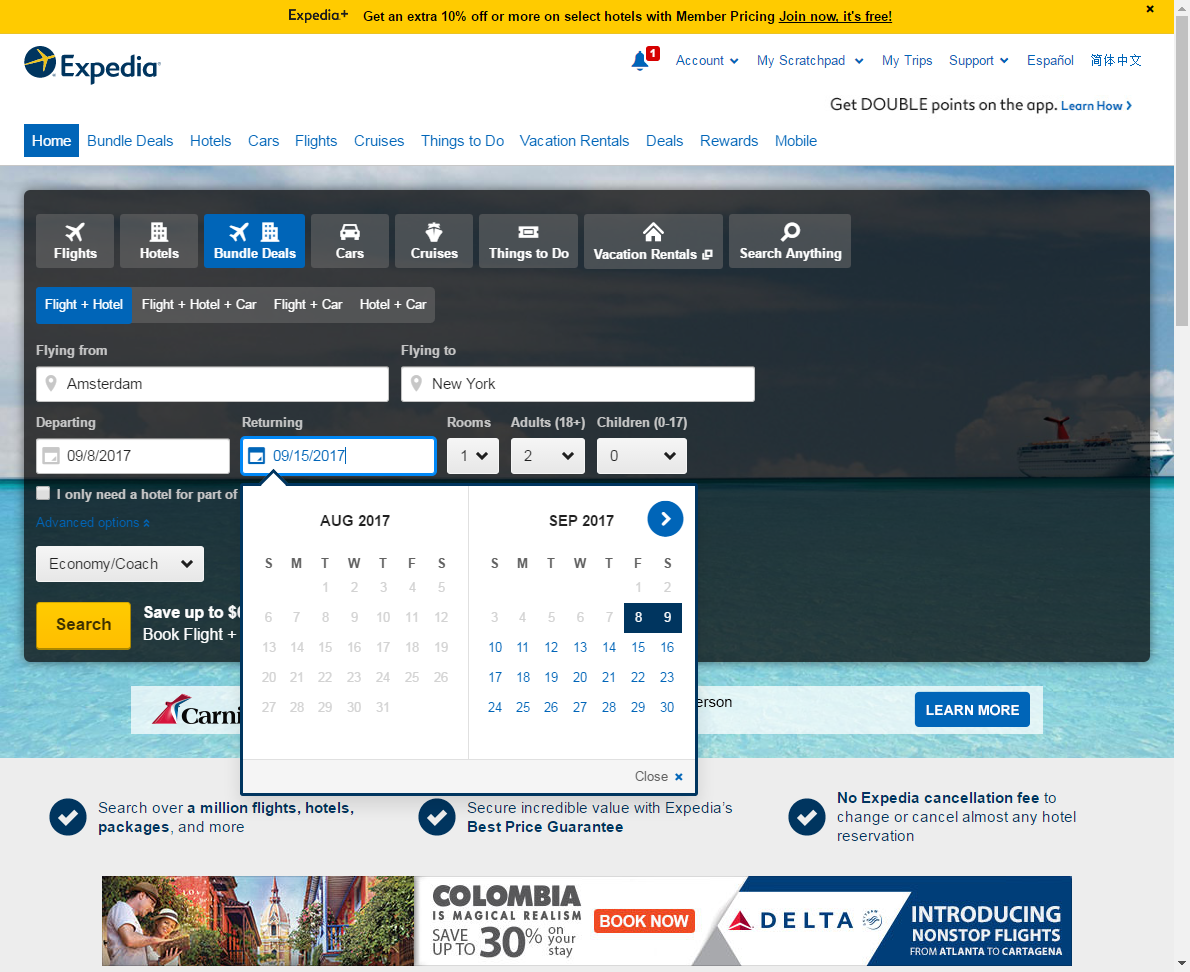 Expedia+ Get an extra 10% off or more on select hotels with Member Pricing Join now, it's free!
Expedia
1 Account My Scratchpad My Trips Support Español 简体中文
Get DOUBLE points on the app. Learn How
Home Bundle Deals Hotels Cars Flights Cruises Things to Do Vacation Rentals Deals Rewards Mobile
Flights Hotels Bundle Deals Cars Cruises Things to Do Vacation Rentals Search Anything
Flight + Hotel Flight + Hotel + Car Flight + Car Hotel + Car
Flying from Flying to
Amsterdam New York
Departing Returning Rooms Adults (18+) Children (0-17)
09/8/2017 09/15/2017 1 2 0
I only need a hotel for part of
Advanced options
Economy/Coach
Search
Save up to
Book Flight +
AUG 2017
S M T W T F S
1 2 3 4 5
6 7 8 9 10 11 12
13 14 15 16 17 18 19
20 21 22 23 24 25 26
27 28 29 30 31
SEP 2017
S M T W T F S
1 2
3 4 5 6 7 8 9
10 11 12 13 14 15 16
17 18 19 20 21 22 23
24 25 26 27 28 29 30
Close
Carni erson LEARN MORE
Search over a million flights, hotels,
packages, and more
Secure incredible value with Expedia's
Best Price Guarantee
No Expedia cancellation fee to
change or cancel almost any hotel
reservation
COLOMBIA
IS MAGICAL REALISM
SAVE
UP TO 30% on
your
stay
BOOK NOW
DELTA
INTRODUCING
NONSTOP FLIGHTS
FROM ATLANTA TO CARTAGENA